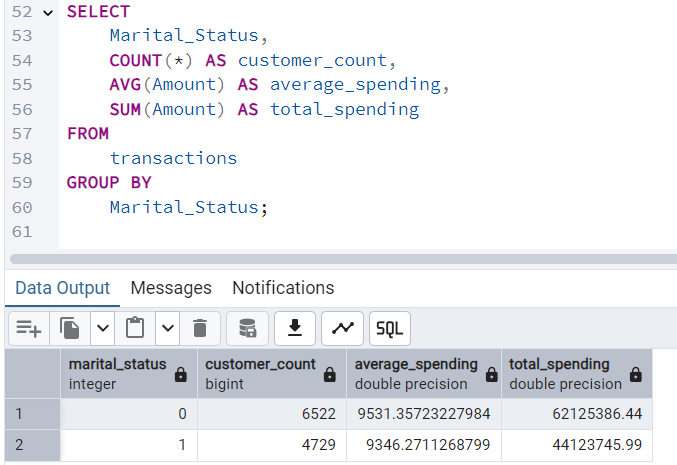 52 SELECT
53 Marital_Status,
54 COUNT(*) AS customer_count,
55 AVG(Amount) AS average_spending,
56 SUM(Amount) AS total_spending
57 FROM
58 transactions
59 GROUP BY
60 Marital_Status;
61
Data Output Messages Notifications
SQL
marital_status customer_count average_spending total_spending
integer bigint double precision double precision
1 0 6522 9531.35723227984 62125386.44
2 1 4729 9346.2711268799 44123745.99